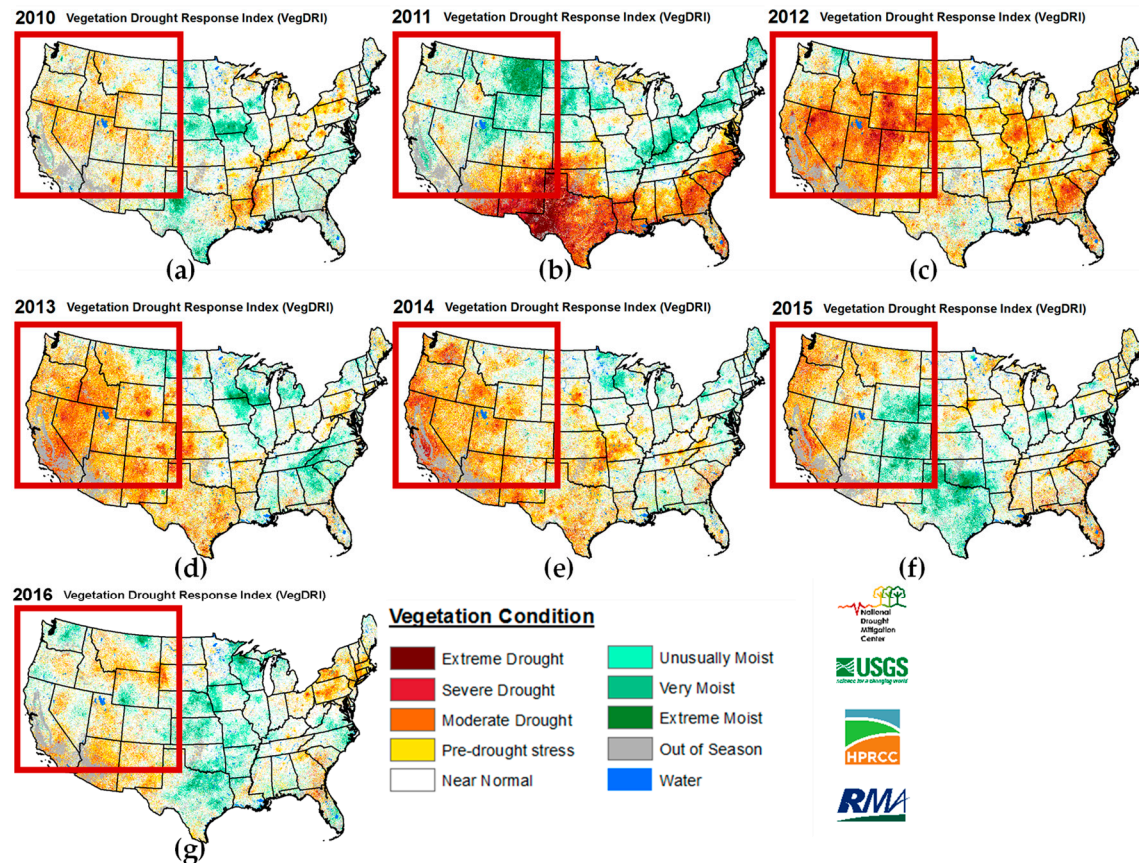 2010 Vegetation Drought Response Index (VegDRI)
2011 Vegetation Drought Response Index (VegDRI)
2012 Vegetation Drought Response Index (VegDRI)
(a)
(b)
(c)
2013 Vegetation Drought Response Index (VegDRI)
2014 Vegetation Drought Response Index (VegDRI)
2015 Vegetation Drought Response Index (VegDRI)
(d)
(e)
(f)
2016 Vegetation Drought Response Index (VegDRI)
(g)
Vegetation Condition
Extreme Drought
Severe Drought
Moderate Drought
Pre-drought stress
Near Normal
Unusually Moist
Very Moist
Extreme Moist
Out of Season
Water
National
Drought
Mitigation
Center
USGS
science for a changing world
HPRCC
RMA